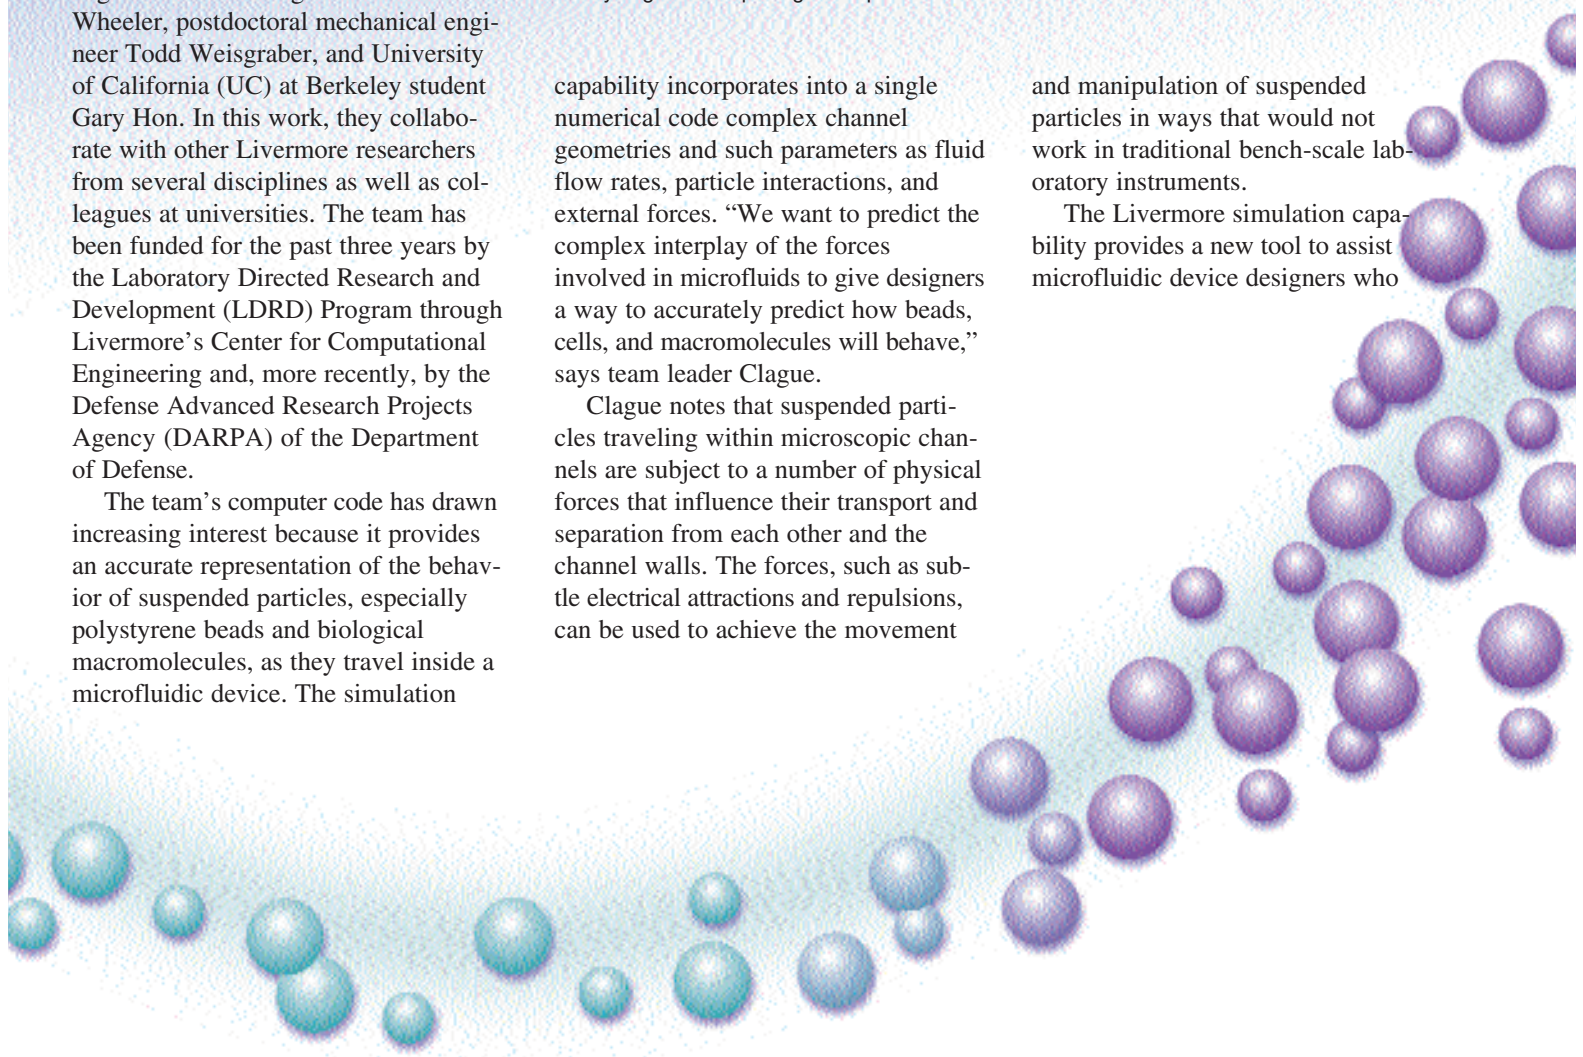 Wheeler, postdoctoral mechanical engi-
neer Todd Weisgraber, and University
of California (UC) at Berkeley student
Gary Hon. In this work, they collabo-
rate with other Livermore researchers
from several disciplines as well as col-
leagues at universities. The team has
been funded for the past three years by
the Laboratory Directed Research and
Development (LDRD) Program through
Livermore’s Center for Computational
Engineering and, more recently, by the
Defense Advanced Research Projects
Agency (DARPA) of the Department
of Defense.
The team’s computer code has drawn
increasing interest because it provides
an accurate representation of the behav-
ior of suspended particles, especially
polystyrene beads and biological
macromolecules, as they travel inside a
microfluidic device. The simulation
capability incorporates into a single
numerical code complex channel
geometries and such parameters as fluid
flow rates, particle interactions, and
external forces. “We want to predict the
complex interplay of the forces
involved in microfluids to give designers
a way to accurately predict how beads,
cells, and macromolecules will behave,”
says team leader Clague.
Clague notes that suspended parti-
cles traveling within microscopic chan-
nels are subject to a number of physical
forces that influence their transport and
separation from each other and the
channel walls. The forces, such as sub-
tle electrical attractions and repulsions,
can be used to achieve the movement
and manipulation of suspended
particles in ways that would not
work in traditional bench-scale lab-
oratory instruments.
The Livermore simulation capa-
bility provides a new tool to assist
microfluidic device designers who